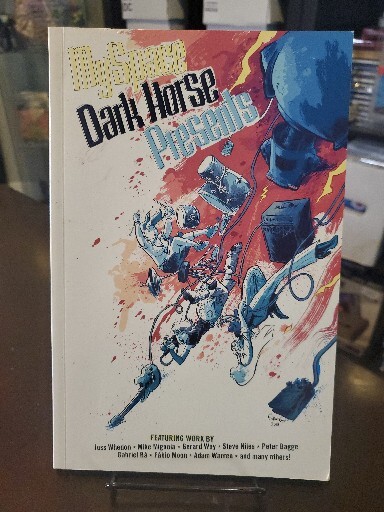 MySpace
Dark Horse
Presents
FEATURING WORK BY
Joss Whedon • Mike Mignola • Gerard Way • Steve Niles • Peter Bagge
Gabriel Bá • Fábio Moon • Adam Warren • and many others!